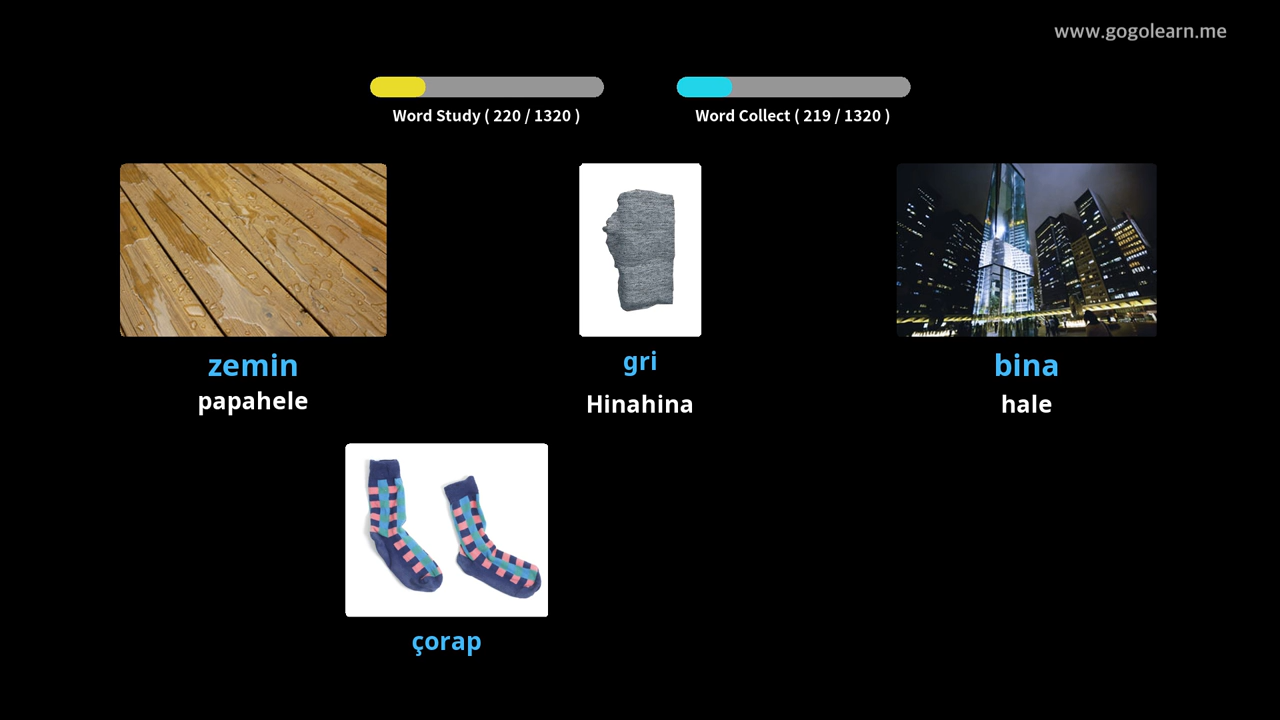 www.gogolearn.me
Word Study ( 220 / 1320 )
Word Collect ( 219 / 1320 )
zemin
papahele
gri
Hinahina
bina
hale
çorap